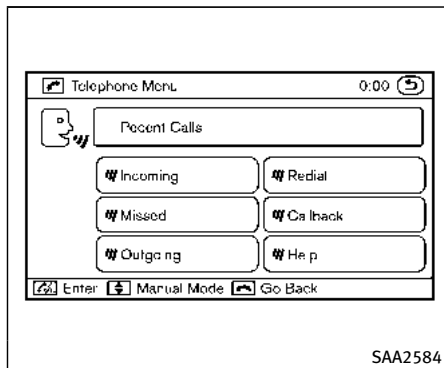 Telephone Menu 0:00
Recent Calls
Incoming Redial
Missed Callback
Outgoing Help
Enter Manual Mode Go Back
SAA2584